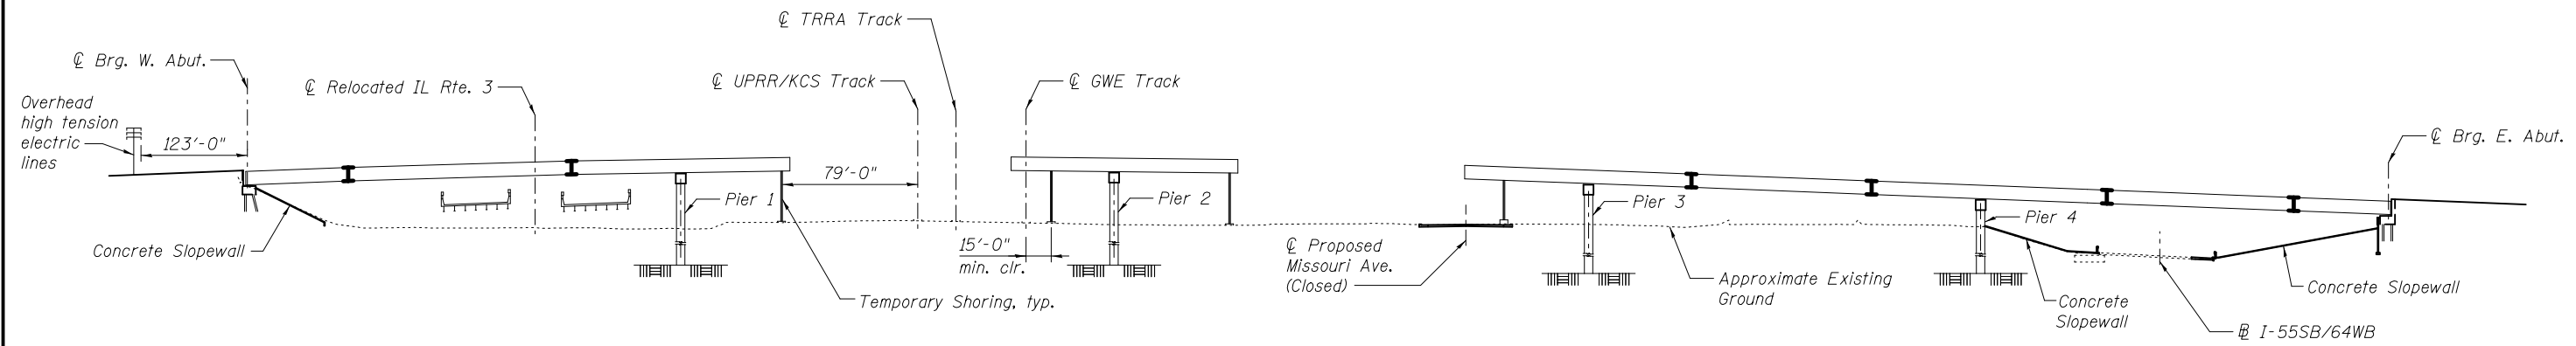 ℄ TRRA Track
℄ Brg. W. Abut.
℄ Relocated IL Rte. 3
℄ UPRR/KCS Track
℄ GWE Track
Overhead
high tension
electric
lines
123'-0"
℄ Brg. E. Abut.
79'-0"
Pier 1
Pier 2
Pier 3
Pier 4
Concrete Slopewall
15'-0"
min. clr.
℄ Proposed
Missouri Ave.
(Closed)
Temporary Shoring, typ.
Approximate Existing
Ground
Concrete
Slopewall
Concrete Slopewall
I-55SB/64WB